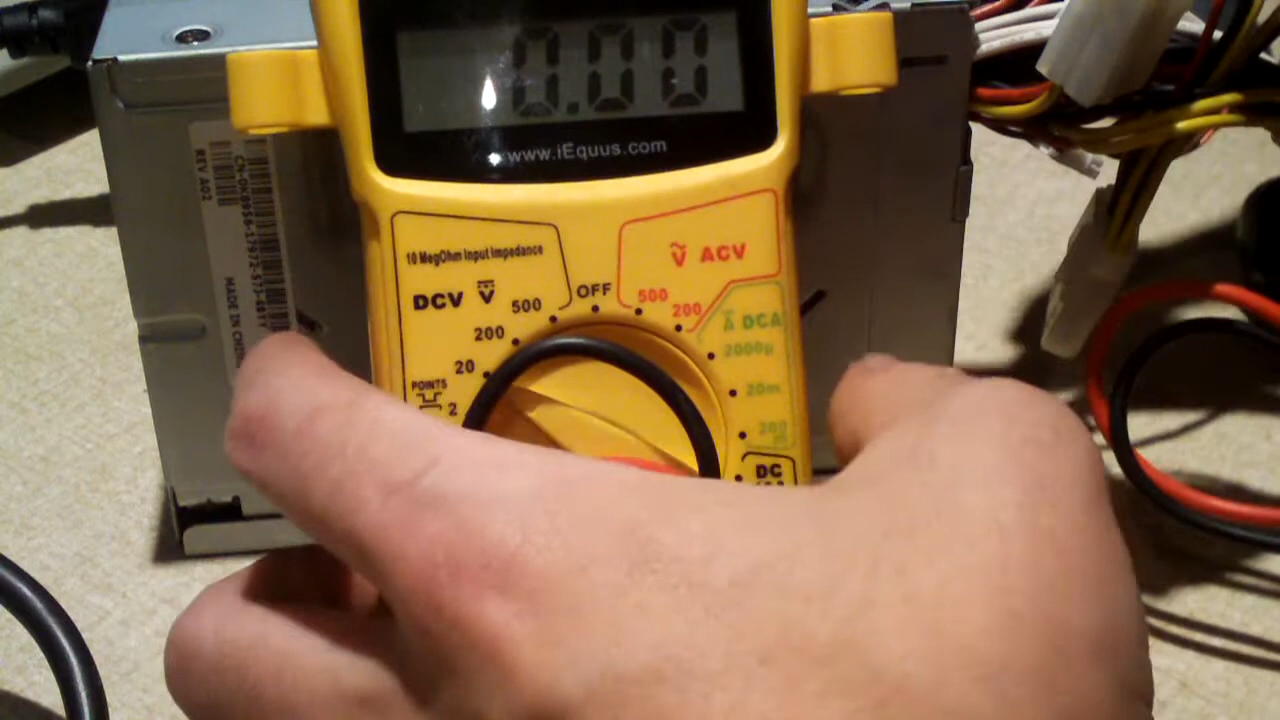 0.00
www.iEquus.com
10 MegOhm Input Impedance
DCV V
500
200
20
POINTS
2
OFF
V ACV
500
200
A DCA
2000µ
20m
200
m
DC
REV A02
MADE IN CHINA